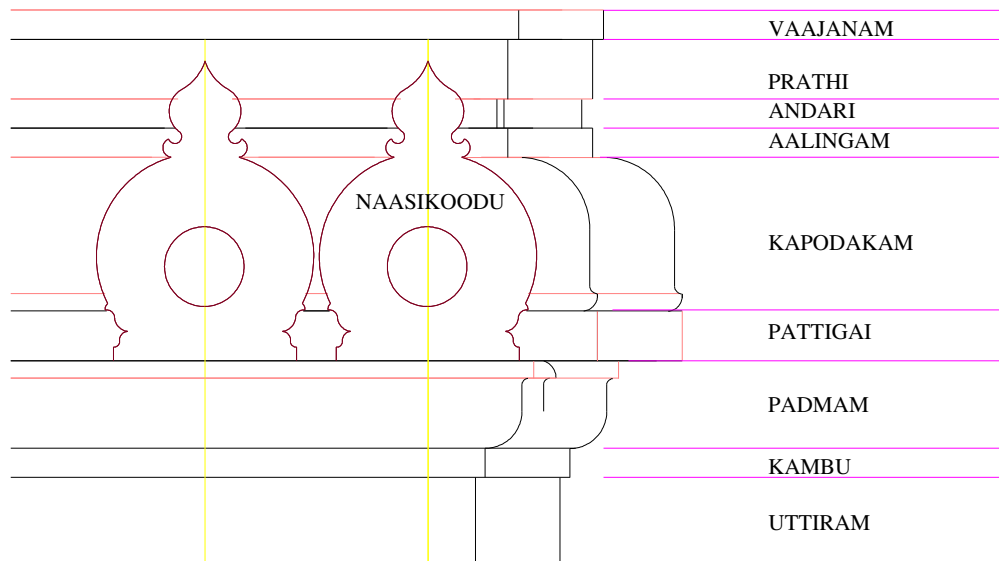 VAAJANAM
PRATHI
ANDARI
AALINGAM
NAASIKOODU
KAPODAKAM
PATTIGAI
PADMAM
KAMBU
UTTIRAM